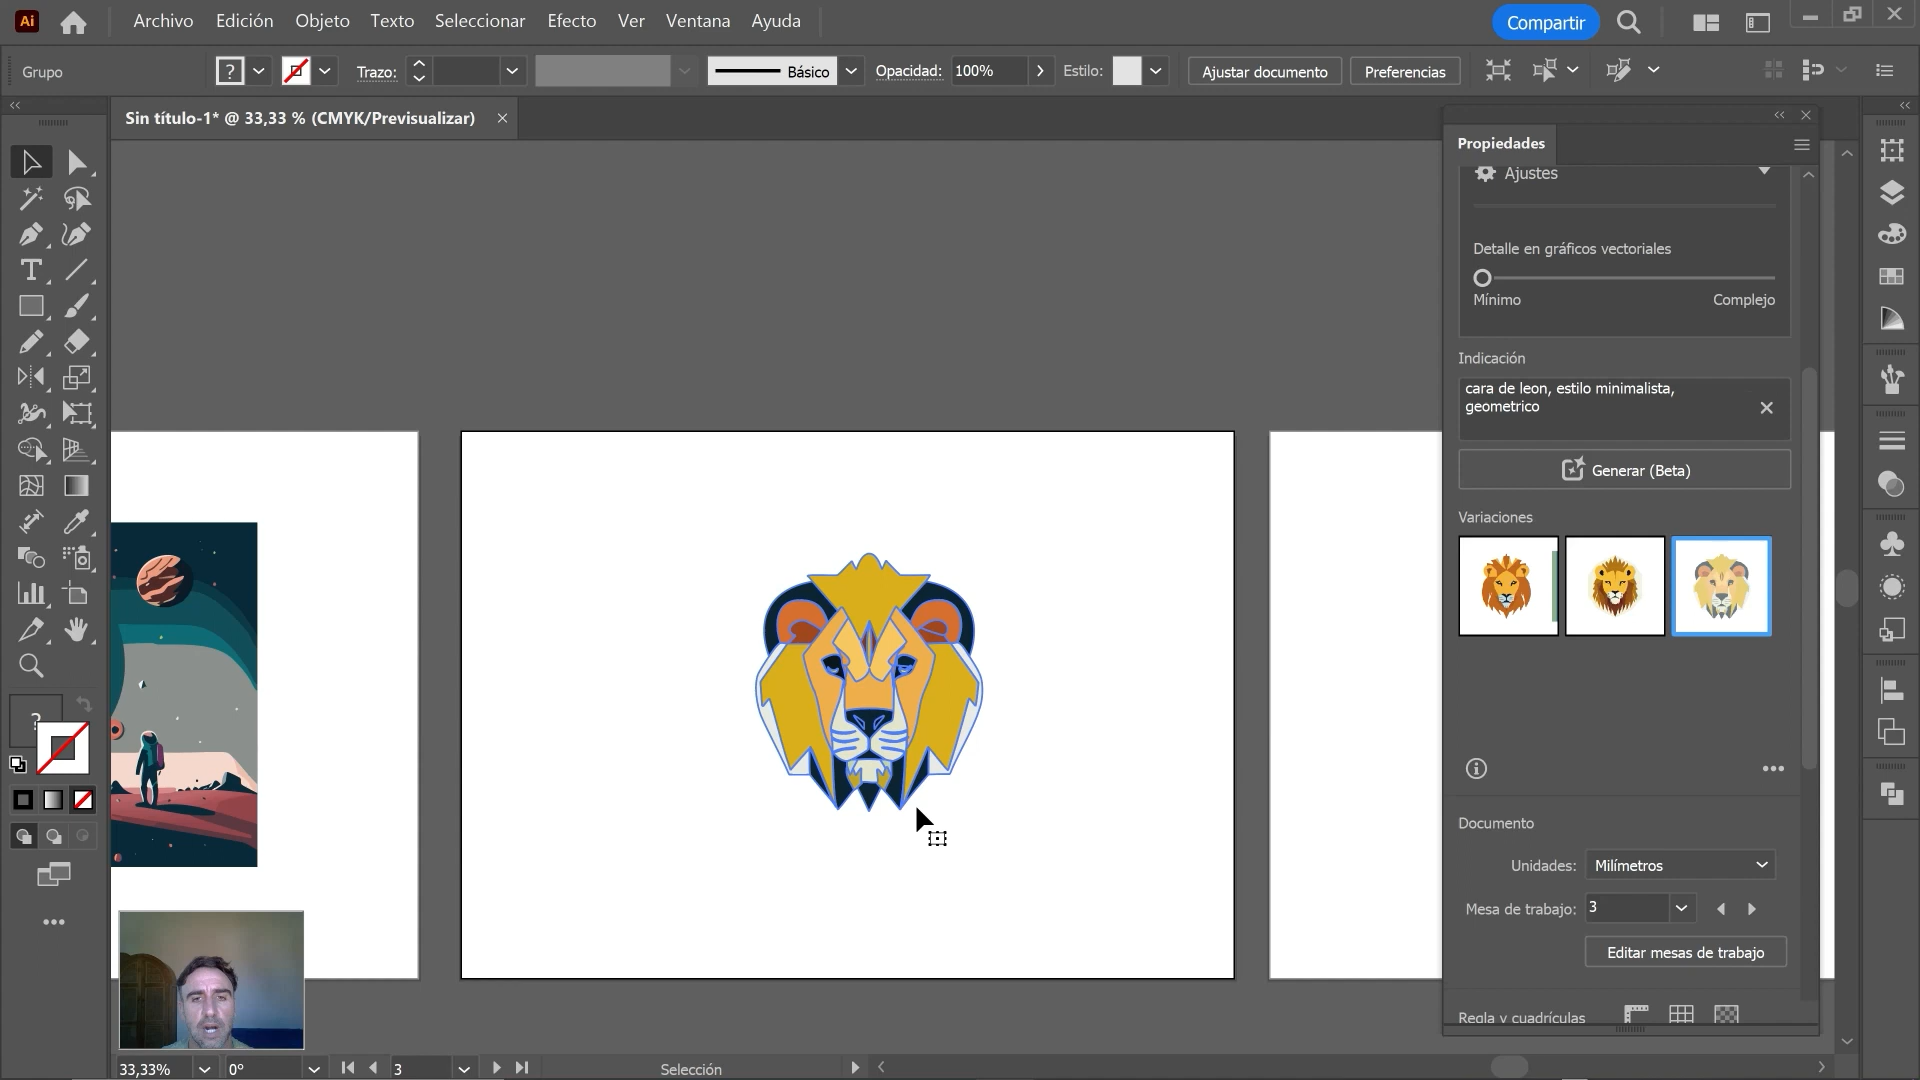 Ai
Archivo Edición Objeto Texto Seleccionar Efecto Ver Ventana Ayuda
Compartir
Grupo
?
Trazo:
Básico
Opacidad: 100%
Estilo:
Ajustar documento
Preferencias
Sin título-1* @ 33,33 % (CMYK/Previsualizar)
Propiedades
Ajustes
Detalle en gráficos vectoriales
Mínimo Complejo
Indicación
cara de leon, estilo minimalista,
geometrico
Generar (Beta)
Variaciones
Documento
Unidades: Milímetros
Mesa de trabajo: 3
Editar mesas de trabajo
Regla y cuadrículas
?
33,33% 0° 3 Selección